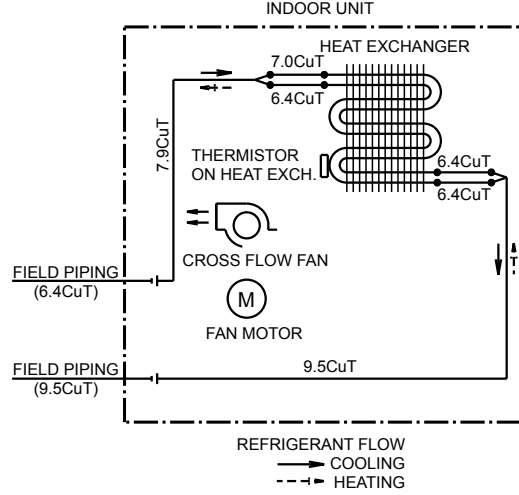 INDOOR UNIT
HEAT EXCHANGER
7.0CuT
6.4CuT
7.9CuT
THERMISTOR
ON HEAT EXCH.
6.4CuT
6.4CuT
CROSS FLOW FAN
FIELD PIPING
(6.4CuT)
M
FAN MOTOR
FIELD PIPING
(9.5CuT)
9.5CuT
REFRIGERANT FLOW
COOLING
HEATING